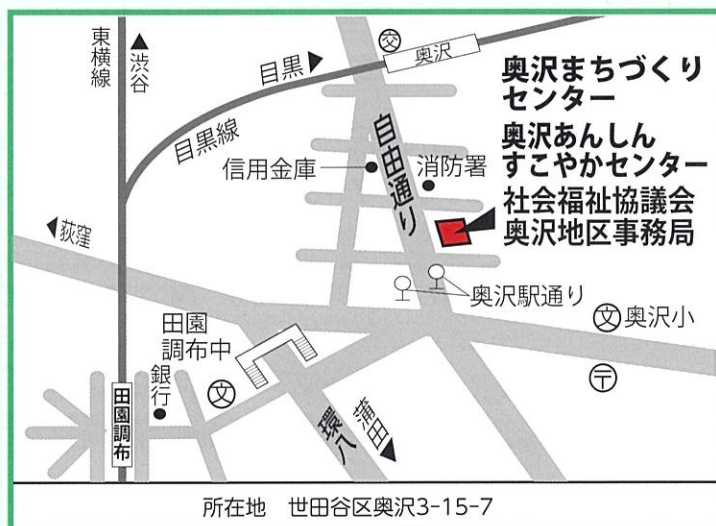 東横線
▲渋谷
目黒▶
目黒線
交
奥沢
奥沢まちづくり
センター
奥沢あんしん
すこやかセンター
社会福祉協議会
奥沢地区事務局
自由通り
信用金庫
消防署
◀荻窪
奥沢駅通り
文 奥沢小
〒
田園
調布中
銀行
文
田園調布
環八
蒲田▶
所在地 世田谷区奥沢3-15-7